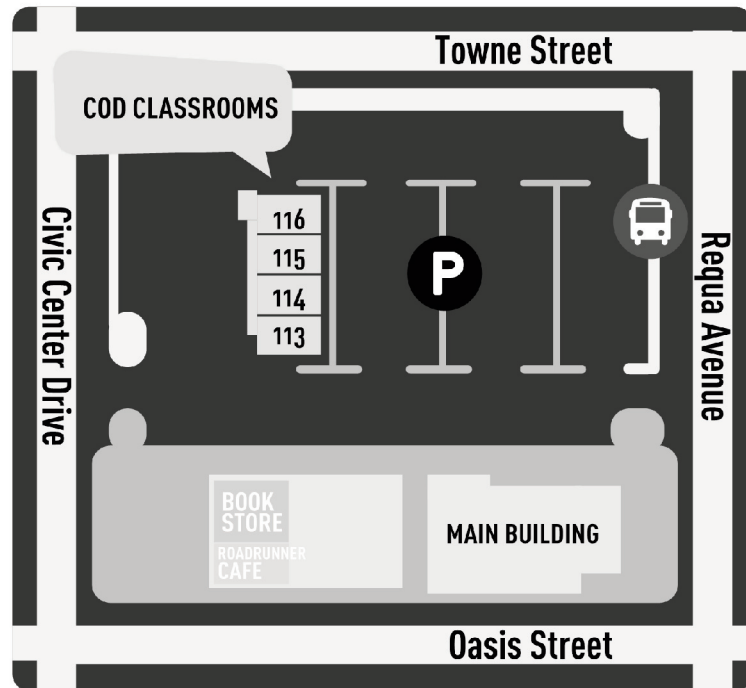 Towne Street
COD CLASSROOMS
Civic Center Drive
116
115
114
113
P
Requa Avenue
BOOK
STORE
ROADRUNNER
CAFE
MAIN BUILDING
Oasis Street